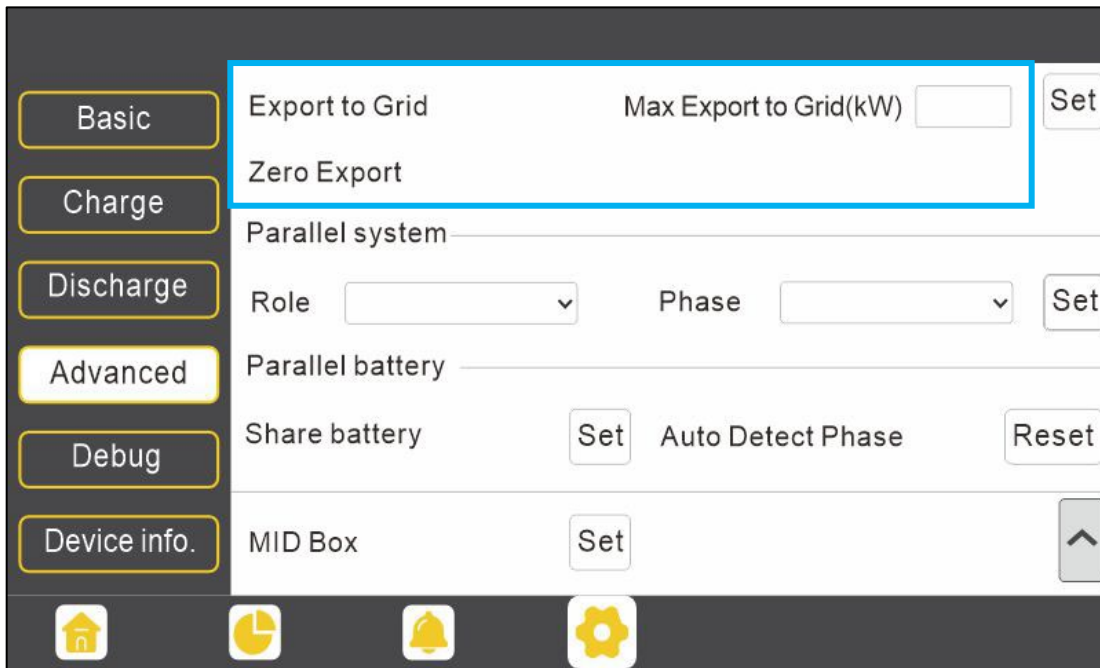 Basic
Charge
Discharge
Advanced
Debug
Device info.
Export to Grid Max Export to Grid(kW) Set
Zero Export
Parallel system
Role Phase Set
Parallel battery
Share battery Set Auto Detect Phase Reset
MID Box Set